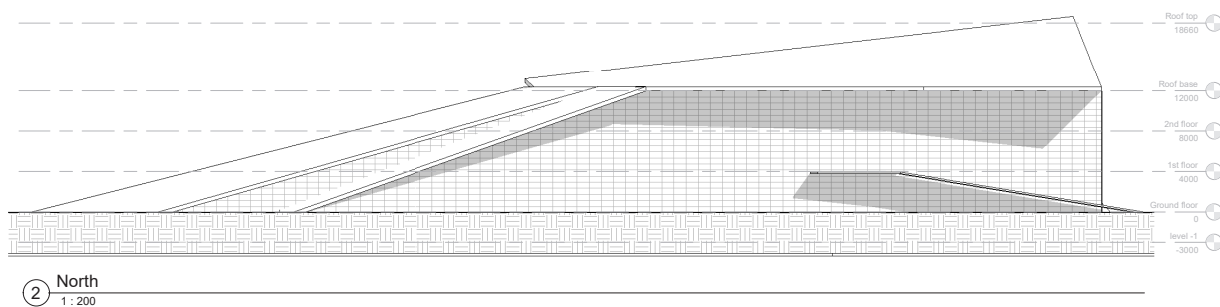 Roof top
18660
Roof base
12000
2nd floor
8000
1st floor
4000
Ground floor
0
level -1
-3000
2
North
1 : 200